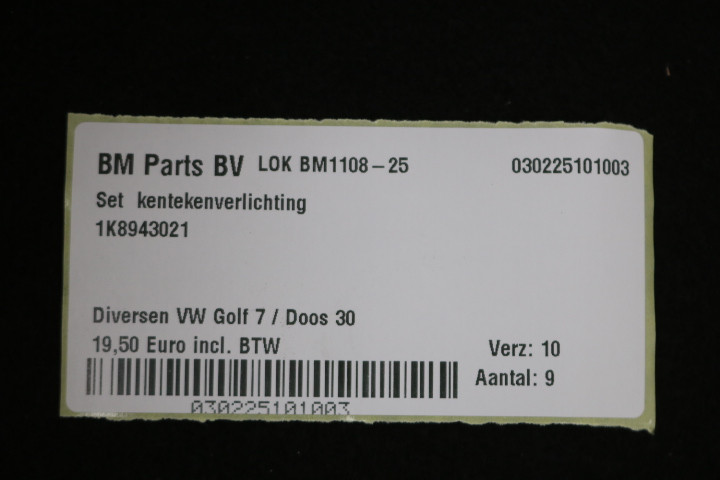 BM Parts BV LOK BM1108-25 030225101003
Set kentekenverlichting
1K8943021
Diversen VW Golf 7 / Doos 30
19,50 Euro incl. BTW Verz: 10
Aantal: 9
030225101003